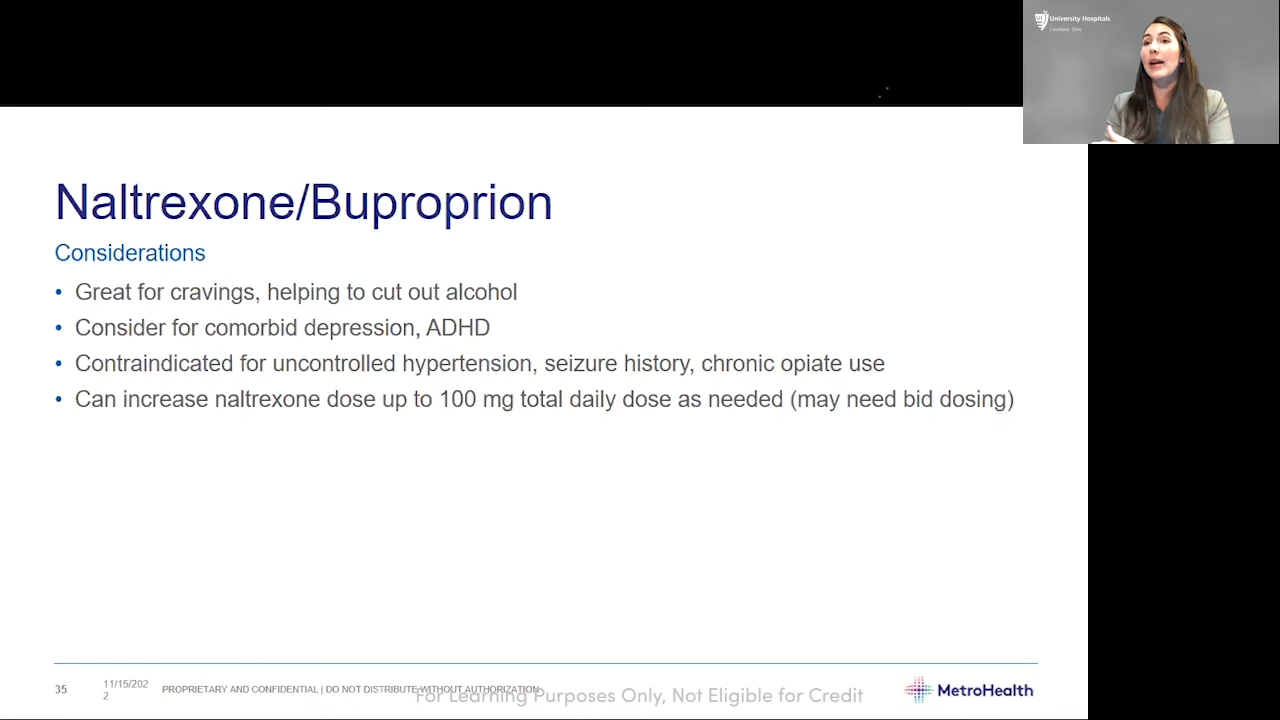 University Hospitals
Cleveland Ohio
Naltrexone/Buproprion
Considerations
• Great for cravings, helping to cut out alcohol
• Consider for comorbid depression, ADHD
• Contraindicated for uncontrolled hypertension, seizure history, chronic opiate use
• Can increase naltrexone dose up to 100 mg total daily dose as needed (may need bid dosing)
35
11/15/202
2
PROPRIETARY AND CONFIDENTIAL | DO NOT DISTRIBUTE WITHOUT AUTHORIZATION
For Learning Purposes Only, Not Eligible for Credit
MetroHealth